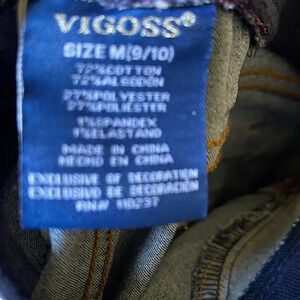 VIGOSS®
SIZE M(9/10)
72%COTTON
72%ALGODON
27%POLYESTER
27%POLIESTER
1%SPANDEX
1%ELASTANO
MADE IN CHINA
HECHO EN CHINA
EXCLUSIVE OF DECORATION
EXCLUSIVO DE DECORACION
RN# 110237